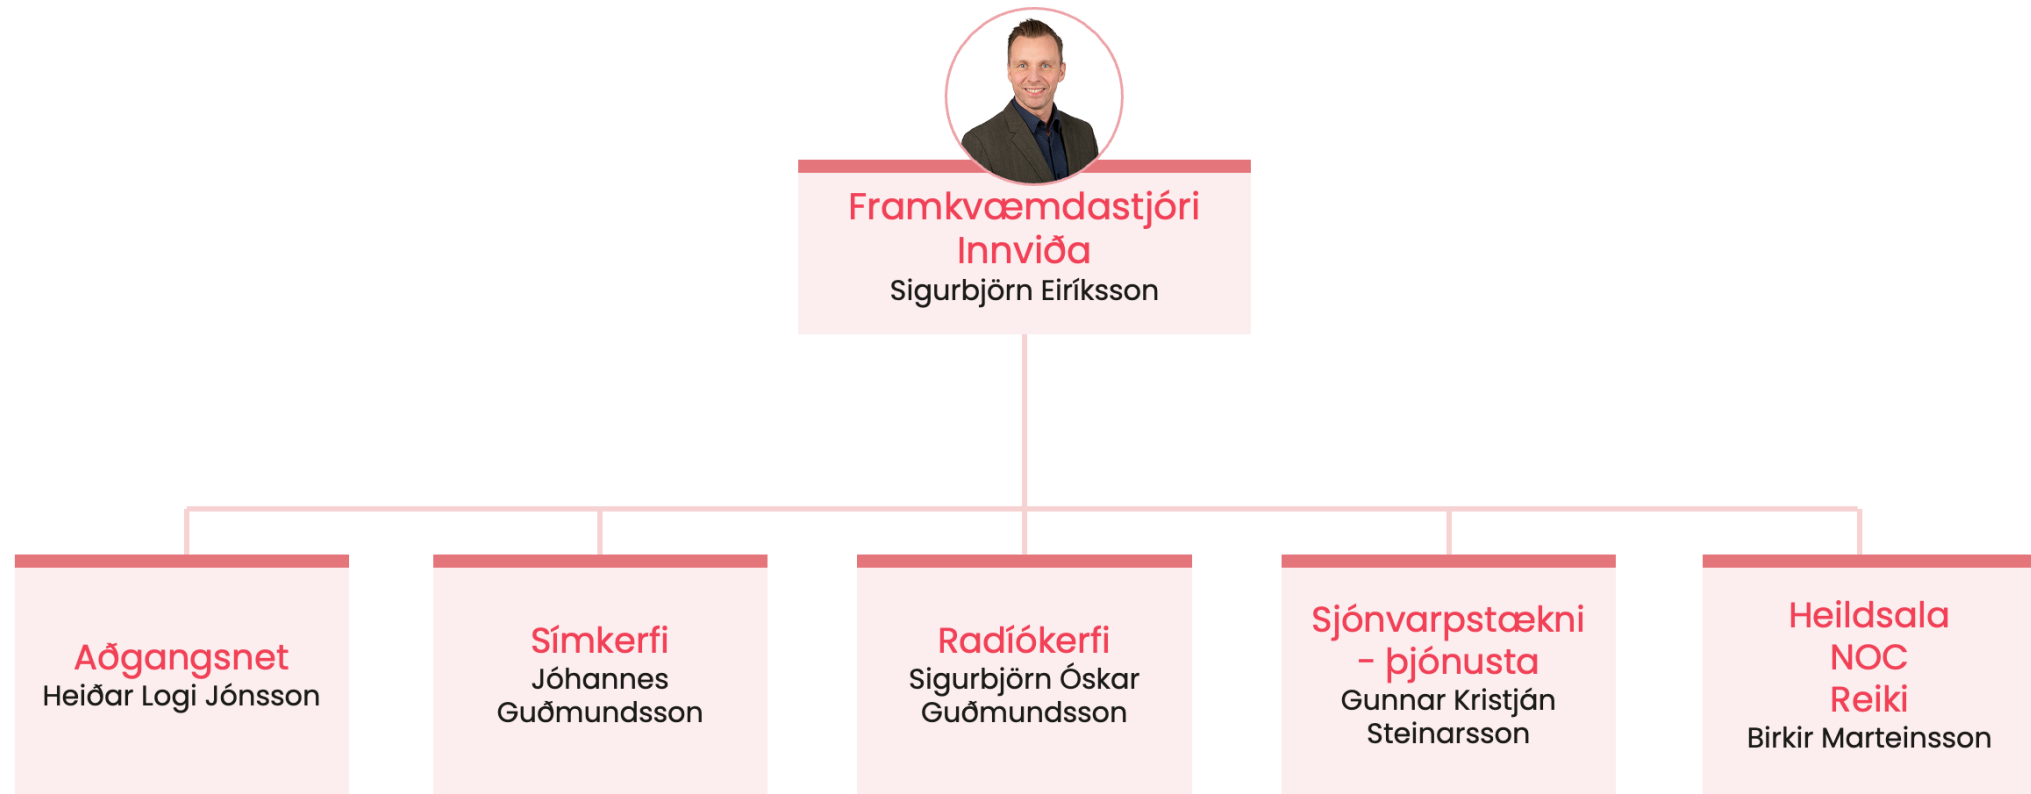 Framkvæmdastjóri
Innviða
Sigurbjörn Eiríksson
Aðgangsnet
Heiðar Logi Jónsson
Símkerfi
Jóhannes
Guðmundsson
Radíókerfi
Sigurbjörn Óskar
Guðmundsson
Sjónvarpstækni
- þjónusta
Gunnar Kristján
Steinarsson
Heildsala
NOC
Reiki
Birkir Marteinsson